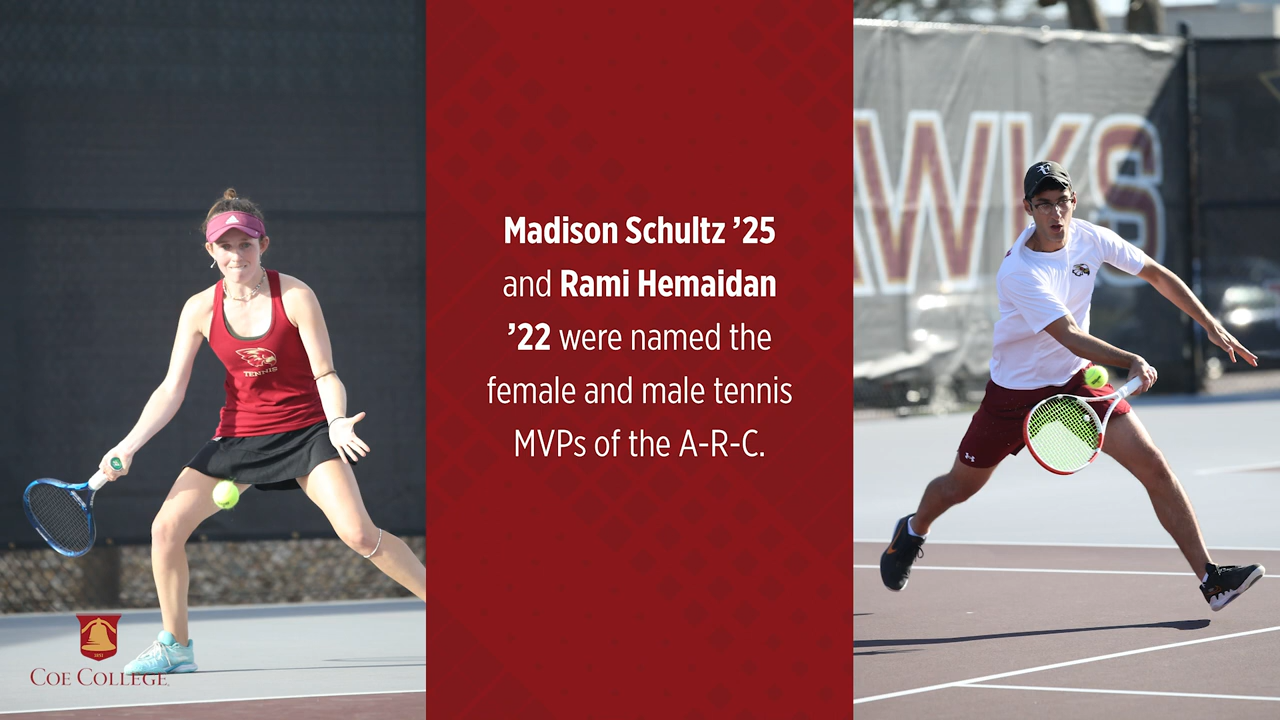 Madison Schultz ’25
and Rami Hemaidan
’22 were named the
female and male tennis
MVPs of the A-R-C.
TENNIS
AWKS
1851
COE COLLEGE